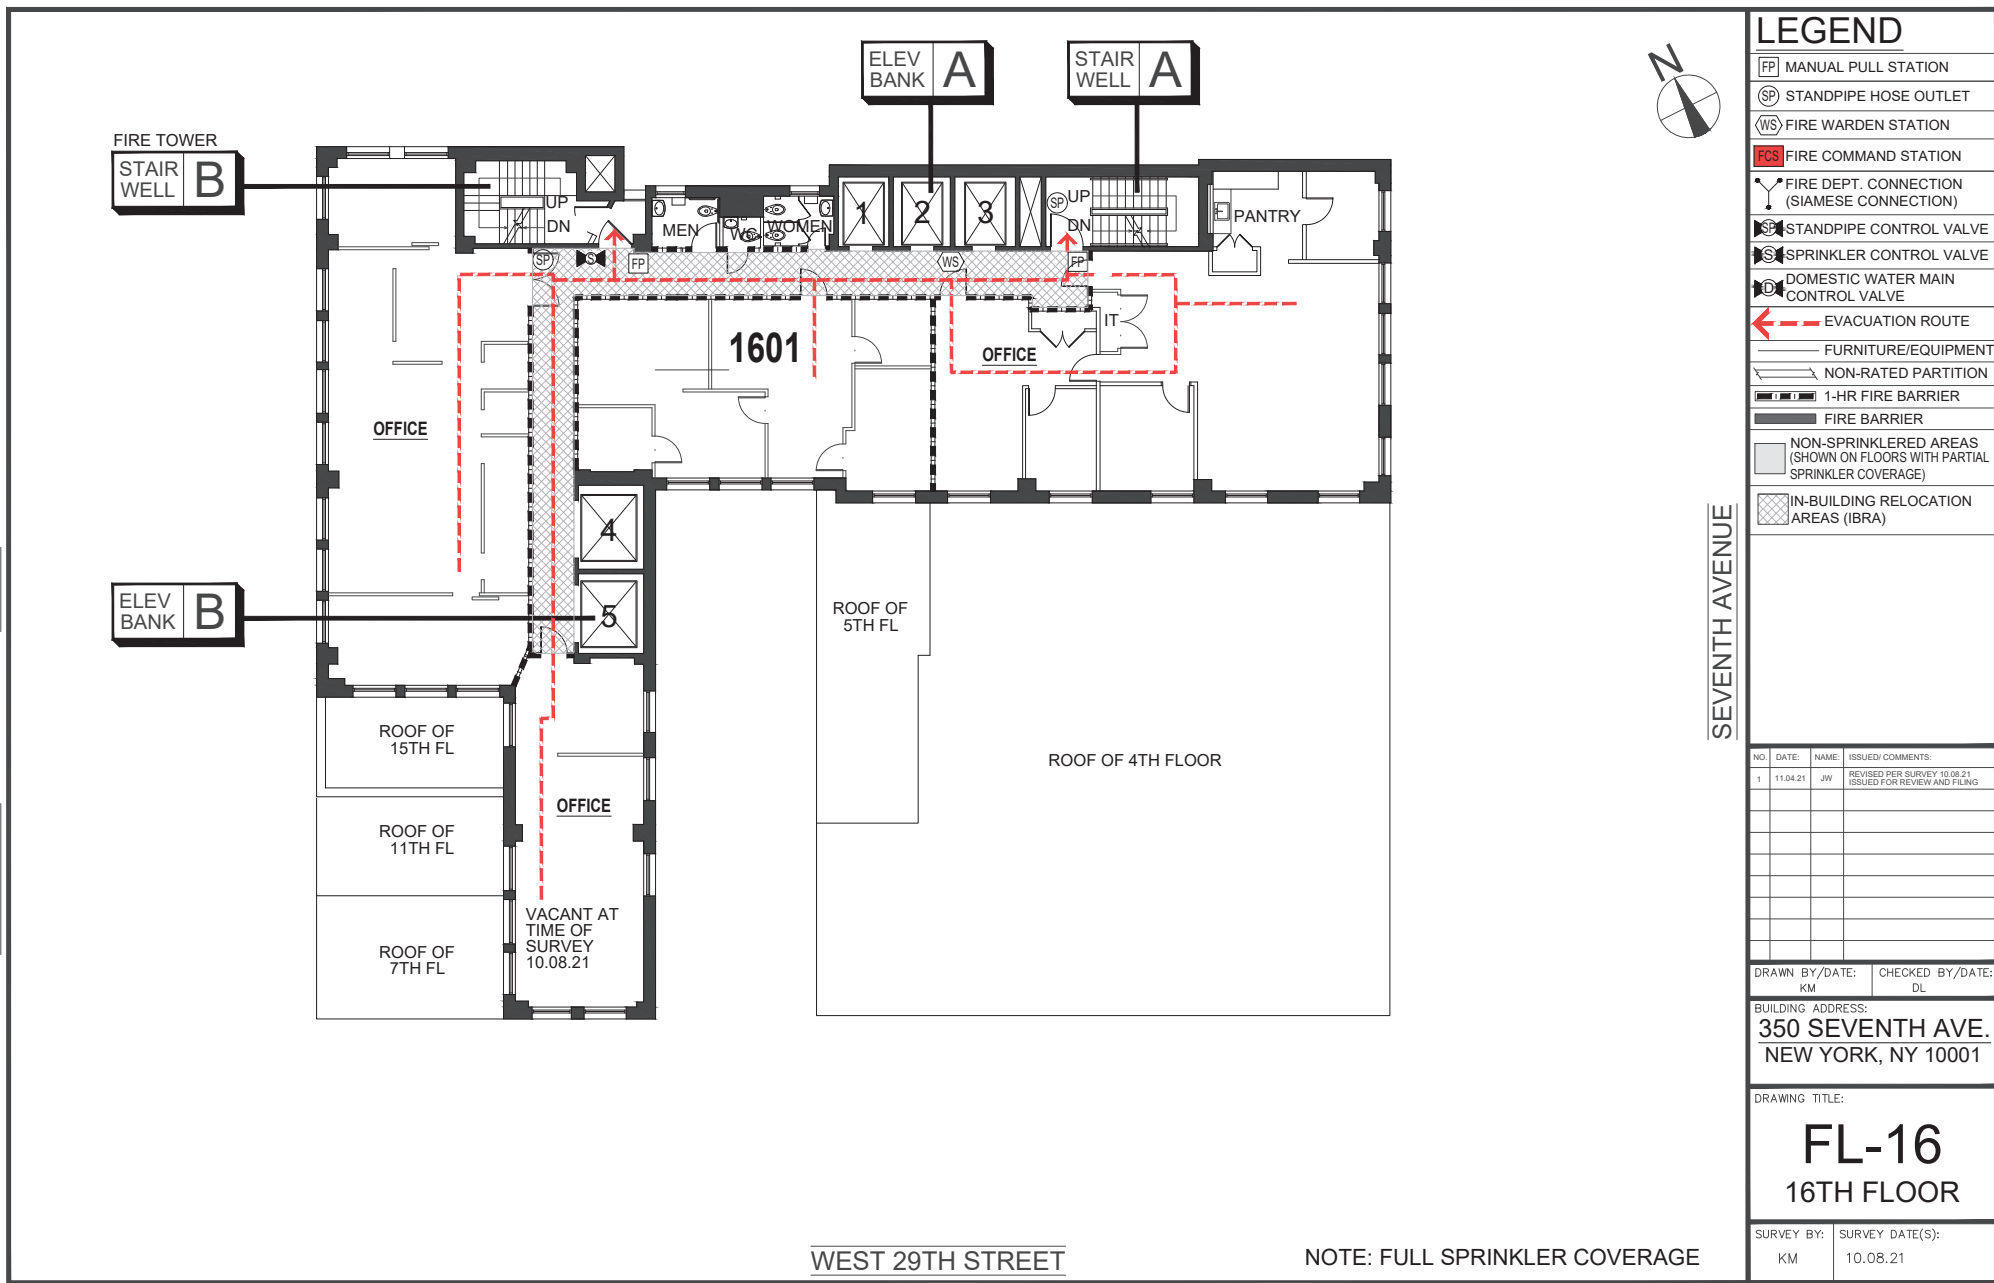 ELEV
BANK
A
STAIR
WELL
A
N
FIRE TOWER
STAIR
WELL
B
UP
DN
MEN
WOMEN
1
2
3
SP
UP
DN
PANTRY
SP
S
FP
WS
FP
IT
1601
OFFICE
OFFICE
4
5
ELEV
BANK
B
ROOF OF
5TH FL
ROOF OF
15TH FL
ROOF OF 4TH FLOOR
OFFICE
ROOF OF
11TH FL
VACANT AT
TIME OF
SURVEY
10.08.21
ROOF OF
7TH FL
SEVENTH AVENUE
WEST 29TH STREET
NOTE: FULL SPRINKLER COVERAGE
LEGEND
FP MANUAL PULL STATION
SP STANDPIPE HOSE OUTLET
WS FIRE WARDEN STATION
FCS FIRE COMMAND STATION
FIRE DEPT. CONNECTION
(SIAMESE CONNECTION)
SP STANDPIPE CONTROL VALVE
S SPRINKLER CONTROL VALVE
D DOMESTIC WATER MAIN
CONTROL VALVE
EVACUATION ROUTE
FURNITURE/EQUIPMENT
NON-RATED PARTITION
1-HR FIRE BARRIER
FIRE BARRIER
NON-SPRINKLERED AREAS
(SHOWN ON FLOORS WITH PARTIAL
SPRINKLER COVERAGE)
IN-BUILDING RELOCATION
AREAS (IBRA)
NO. DATE: NAME: ISSUED/ COMMENTS:
1 11.04.21 JW REVISED PER SURVEY 10.08.21
ISSUED FOR REVIEW AND FILING
DRAWN BY/DATE: CHECKED BY/DATE:
KM DL
BUILDING ADDRESS:
350 SEVENTH AVE.
NEW YORK, NY 10001
DRAWING TITLE:
FL-16
16TH FLOOR
SURVEY BY: SURVEY DATE(S):
KM 10.08.21